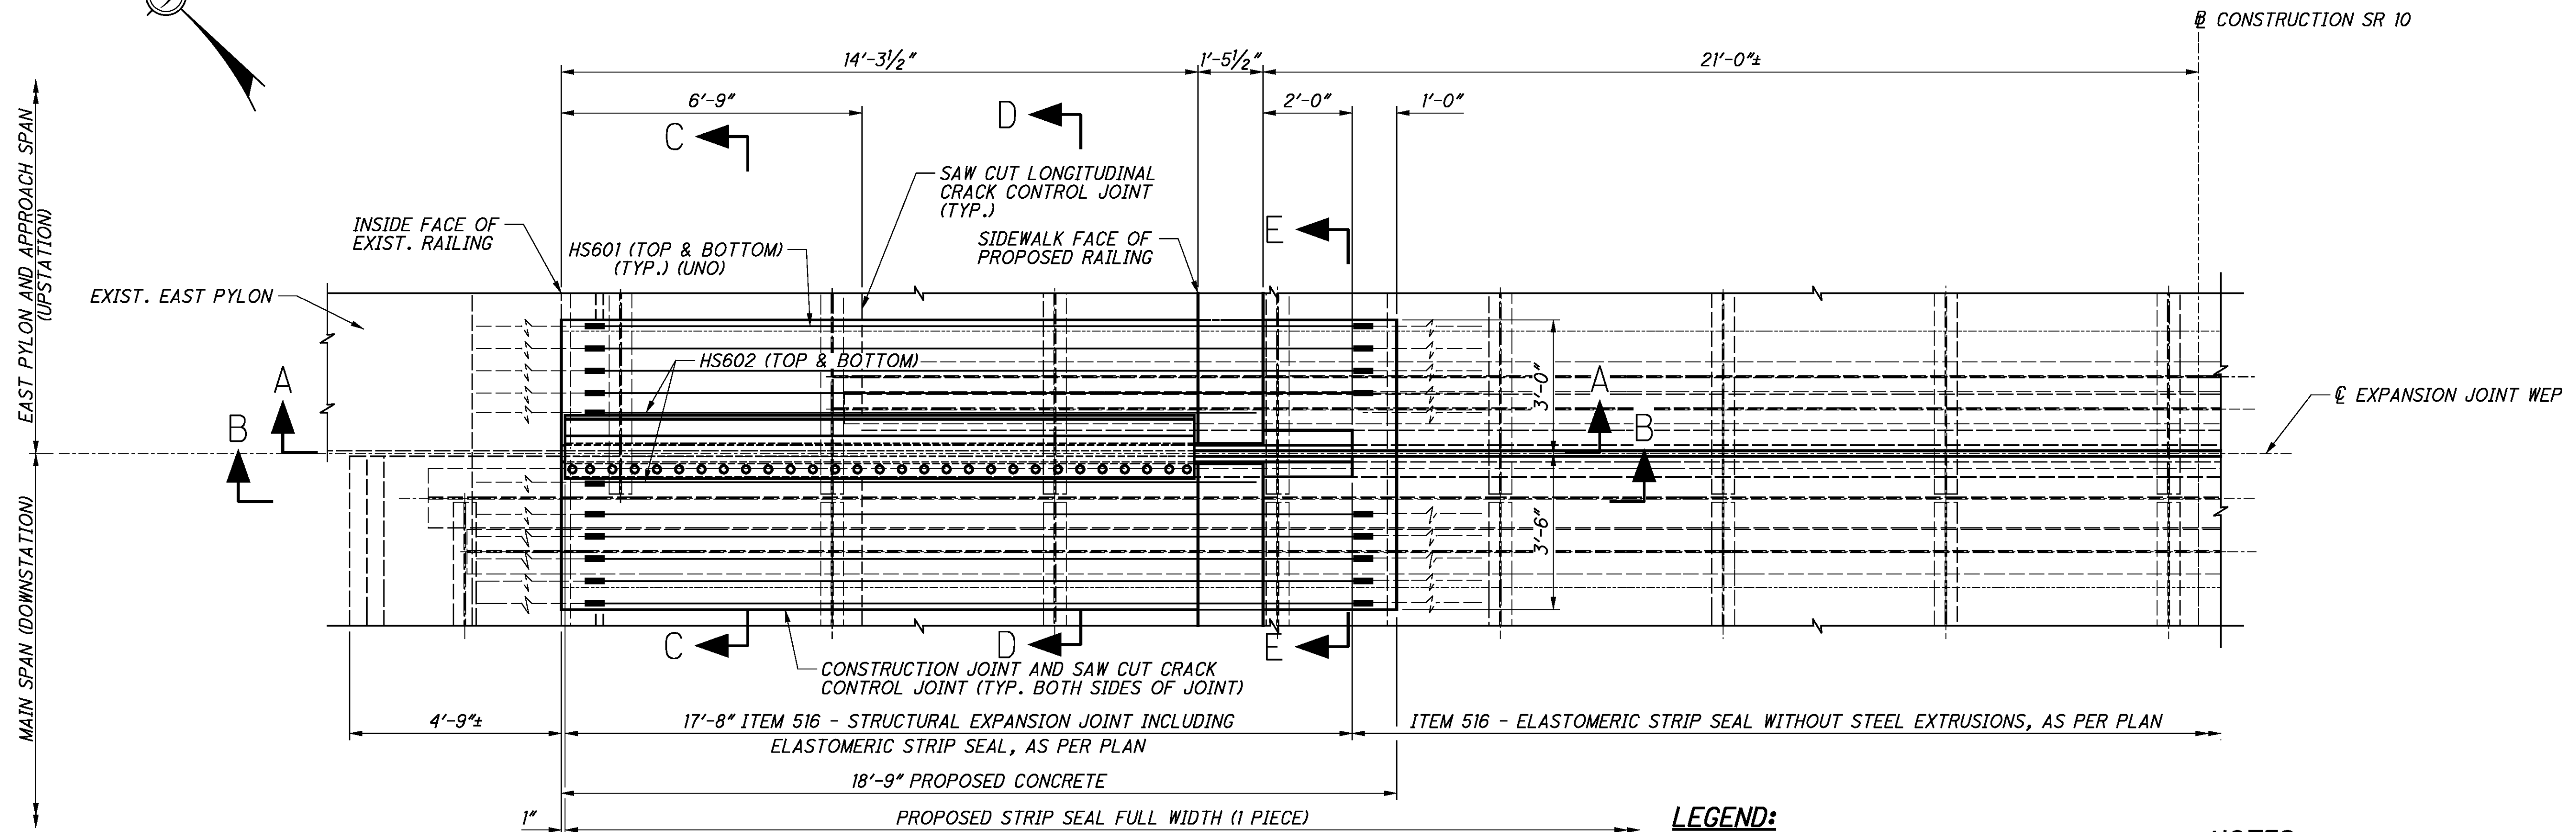 ℄ CONSTRUCTION SR 10
14'-3½"
1'-5½"
21'-0"±
6'-9"
2'-0"
1'-0"
C
D
SAW CUT LONGITUDINAL
CRACK CONTROL JOINT
(TYP.)
INSIDE FACE OF
EXIST. RAILING
HS601 (TOP & BOTTOM)
(TYP.) (UNO)
SIDEWALK FACE OF
PROPOSED RAILING
E
EXIST. EAST PYLON
EAST PYLON AND APPROACH SPAN
(UPSTATION)
HS602 (TOP & BOTTOM)
A
A
3'-0"
℄ EXPANSION JOINT WEP
B
B
3'-6"
MAIN SPAN (DOWNSTATION)
C
D
E
CONSTRUCTION JOINT AND SAW CUT CRACK
CONTROL JOINT (TYP. BOTH SIDES OF JOINT)
4'-9"±
17'-8" ITEM 516 - STRUCTURAL EXPANSION JOINT INCLUDING
ELASTOMERIC STRIP SEAL, AS PER PLAN
ITEM 516 - ELASTOMERIC STRIP SEAL WITHOUT STEEL EXTRUSIONS, AS PER PLAN
18'-9" PROPOSED CONCRETE
1"
PROPOSED STRIP SEAL FULL WIDTH (1 PIECE)
LEGEND: